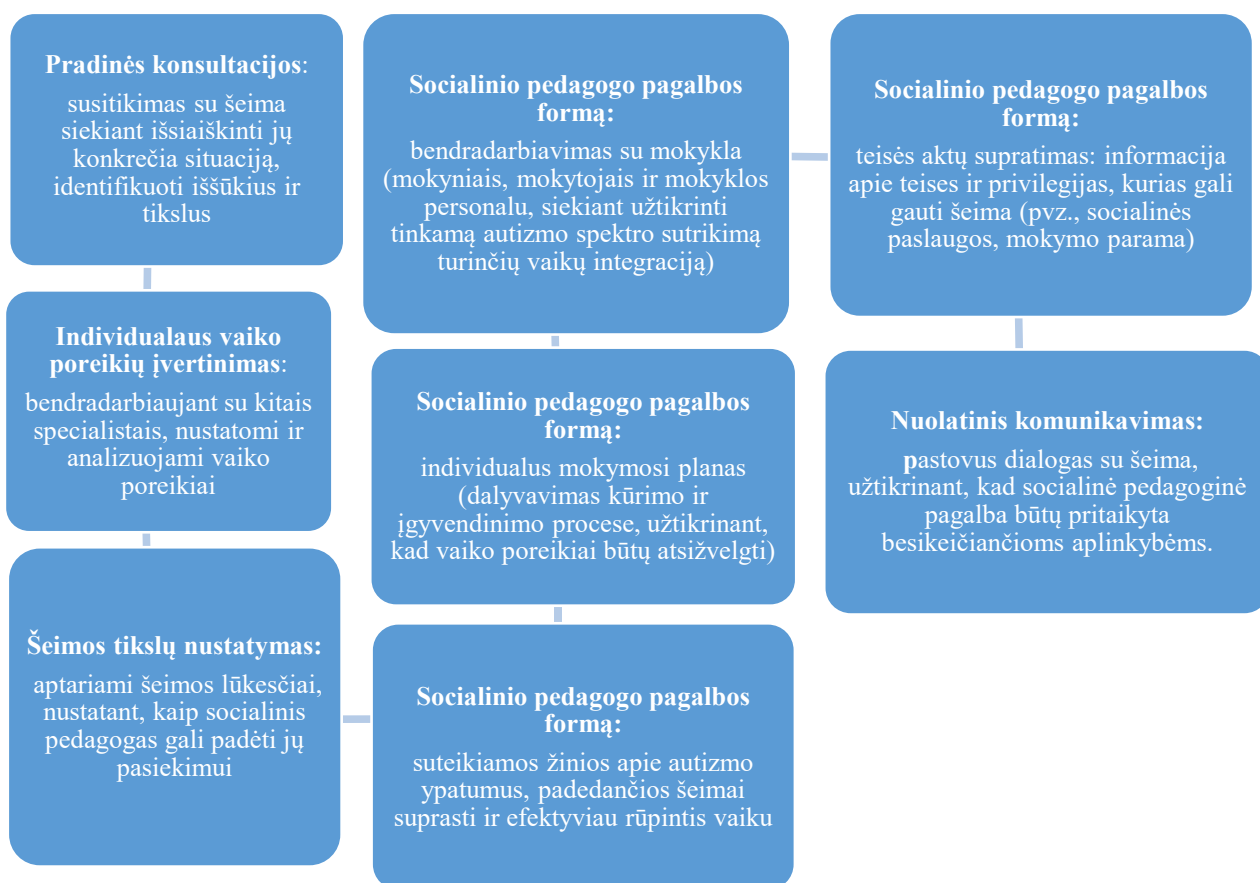 Pradinės konsultacijos:
susitikimas su šeima
siekiant išsiaiškinti jų
konkrečia situaciją,
identifikuoti iššūkius ir
tikslus
Individualaus vaiko
poreikių įvertinimas:
bendradarbiaujant su kitais
specialistais, nustatomi ir
analizuojami vaiko
poreikiai
Šeimos tikslų nustatymas:
aptariami šeimos lūkesčiai,
nustatant, kaip socialinis
pedagogas gali padėti jų
pasiekimui
Socialinio pedagogo pagalbos
formą:
suteikiamos žinios apie autizmo
ypatumus, padedančios šeimai
suprasti ir efektyviau rūpintis vaiku
Socialinio pedagogo pagalbos
formą:
individualus mokymosi planas
(dalyvavimas kūrimo ir
įgyvendinimo procese, užtikrinant,
kad vaiko poreikiai būtų atsižvelgti)
Socialinio pedagogo pagalbos
formą:
bendradarbiavimas su mokykla
(mokyniais, mokytojais ir mokyklos
personalu, siekiant užtikrinti
tinkamą autizmo spektro sutrikimą
turinčių vaikų integraciją)
Socialinio pedagogo pagalbos
formą:
teisės aktų supratimas: informacija
apie teises ir privilegijas, kurias gali
gauti šeima (pvz., socialinės
paslaugos, mokymo parama)
Nuolatinis komunikavimas:
pastovus dialogas su šeima,
užtikrinant, kad socialinė pedagoginė
pagalba būtų pritaikyta
besikeičiančioms aplinkybėms.